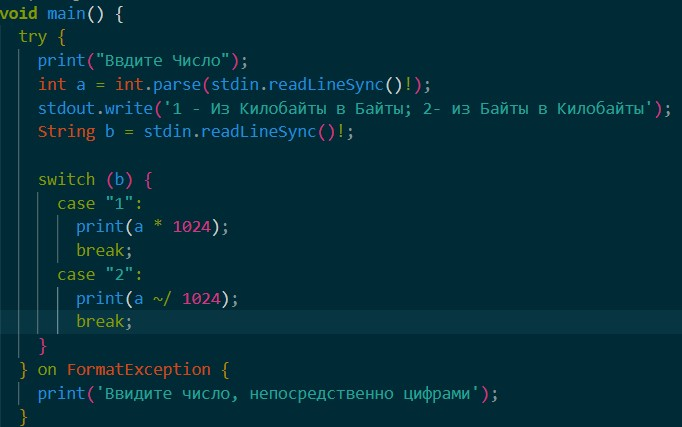 void main() {
try {
print("Ввдите Число");
int a = int.parse(stdin.readLineSync()!);
stdout.write('1 - Из Килобайты в Байты; 2- из Байты в Килобайты');
String b = stdin.readLineSync()!;
switch (b) {
case "1":
print(a * 1024);
break;
case "2":
print(a ~/ 1024);
break;
}
} on FormatException {
print('Ввидите число, непосредственно цифрами');
}